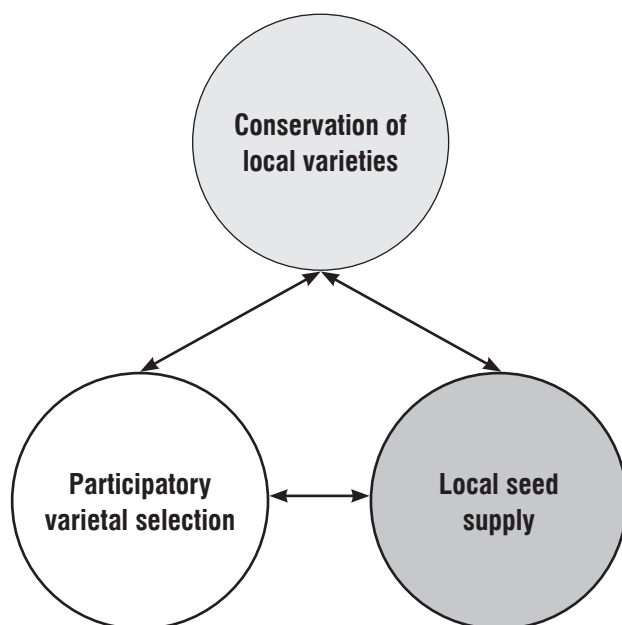 Conservation of
local varieties
Participatory
varietal selection
Local seed
supply